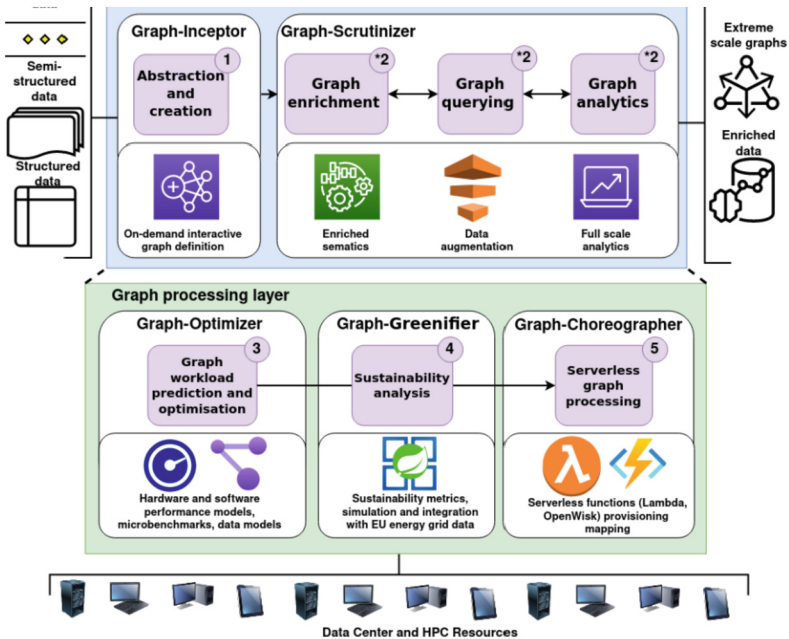 data
Semi-
structured
data
Structured
data
Graph-Inceptor
1
Abstraction
and
creation
On-demand interactive
graph definition
Graph-Scrutinizer
*2
Graph
enrichment
*2
Graph
querying
*2
Graph
analytics
Enriched
sematics
Data
augmentation
Full scale
analytics
Extreme
scale graphs
Enriched
data
Graph processing layer
Graph-Optimizer
3
Graph
workload
prediction and
optimisation
Hardware and software
performance models,
microbenchmarks, data models
Graph-Greenifier
4
Sustainability
analysis
Sustainability metrics,
simulation and integration
with EU energy grid data
Graph-Choreographer
5
Serverless
graph
processing
λ
Serverless functions (Lambda,
OpenWisk) provisioning
mapping
Data Center and HPC Resources